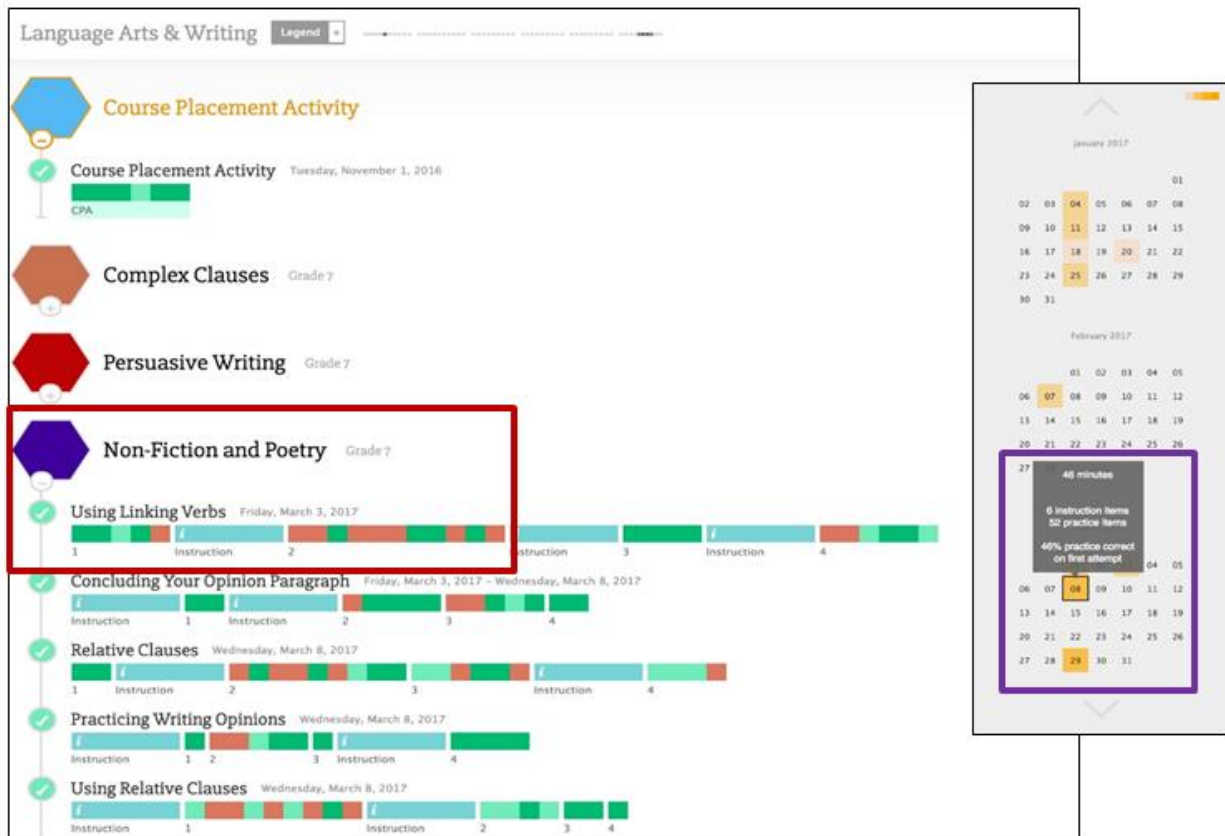 Language Arts & Writing Legend +
Course Placement Activity
Course Placement Activity Tuesday, November 1, 2016
CPA
Complex Clauses Grade 7
Persuasive Writing Grade 7
Non-Fiction and Poetry Grade 7
Using Linking Verbs Friday, March 3, 2017
1 Instruction 2 Instruction 3 Instruction 4
Concluding Your Opinion Paragraph Friday, March 3, 2017 – Wednesday, March 8, 2017
Instruction 1 Instruction 2 3 4
Relative Clauses Wednesday, March 8, 2017
1 Instruction 2 3 Instruction 4
Practicing Writing Opinions Wednesday, March 8, 2017
Instruction 1 2 3 Instruction 4
Using Relative Clauses Wednesday, March 8, 2017
Instruction 1 Instruction 2 3 4
january 2017
01
02 03 04 05 06 07 08
09 10 11 12 13 14 15
16 17 18 19 20 21 22
23 24 25 26 27 28 29
30 31
February 2017
01 02 03 04 05
06 07 08 09 10 11 12
13 14 15 16 17 18 19
20 21 22 23 24 25 26
27
46 minutes
6 instruction items
52 practice items
46% practice correct
on first attempt
04 05
06 07 08 09 10 11 12
13 14 15 16 17 18 19
20 21 22 23 24 25 26
27 28 29 30 31